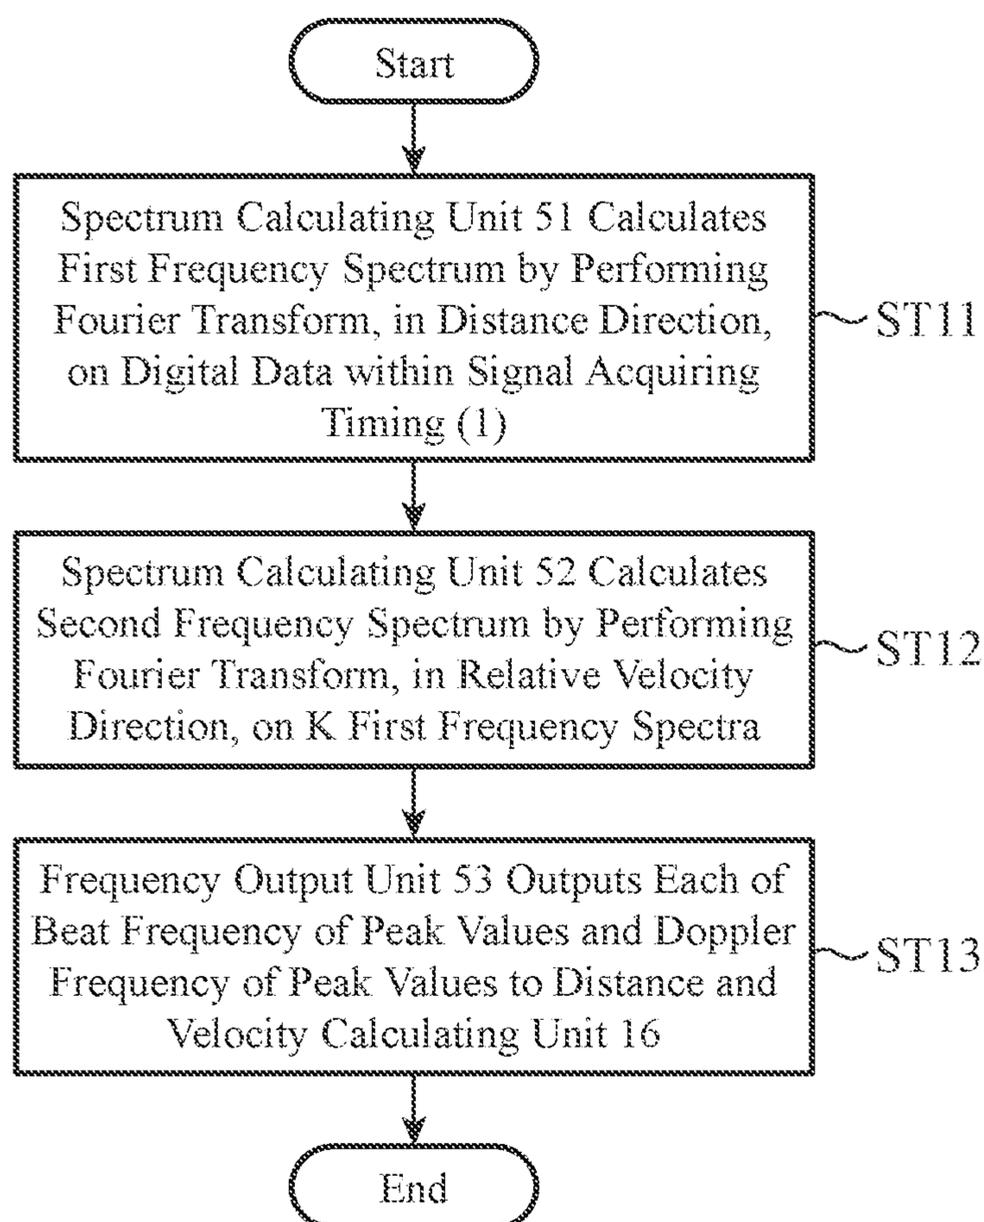 Start
Spectrum Calculating Unit 51 Calculates
First Frequency Spectrum by Performing
Fourier Transform, in Distance Direction,
on Digital Data within Signal Acquiring
Timing (1)
ST11
Spectrum Calculating Unit 52 Calculates
Second Frequency Spectrum by Performing
Fourier Transform, in Relative Velocity
Direction, on K First Frequency Spectra
ST12
Frequency Output Unit 53 Outputs Each of
Beat Frequency of Peak Values and Doppler
Frequency of Peak Values to Distance and
Velocity Calculating Unit 16
ST13
End